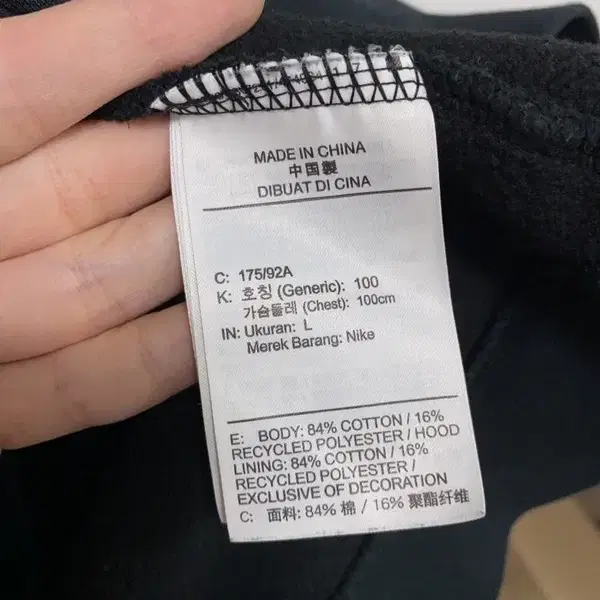 MADE IN CHINA
中国製
DIBUAT DI CINA
C: 175/92A
K: 호칭 (Generic): 100
가슴둘레 (Chest): 100cm
IN: Ukuran: L
Merek Barang: Nike
E: BODY: 84% COTTON / 16%
RECYCLED POLYESTER / HOOD
LINING: 84% COTTON / 16%
RECYCLED POLYESTER /
EXCLUSIVE OF DECORATION
C: 面料: 84% 棉 / 16% 聚酯纤维